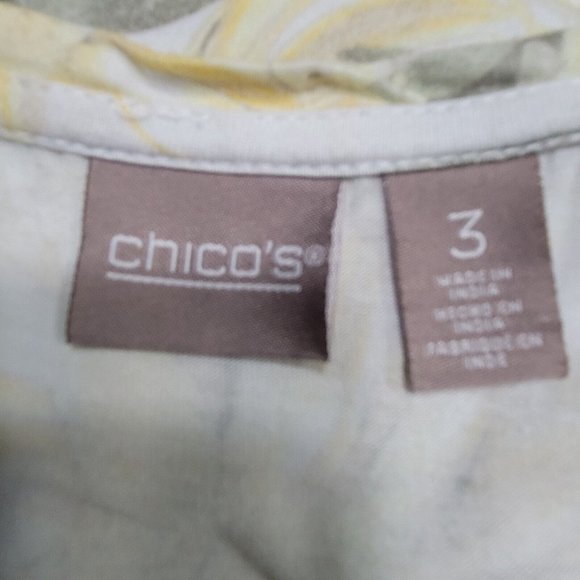 chico's®
3
MADE IN
INDIA
HECHO EN
INDIA
FABRIQUÉ EN
INDE